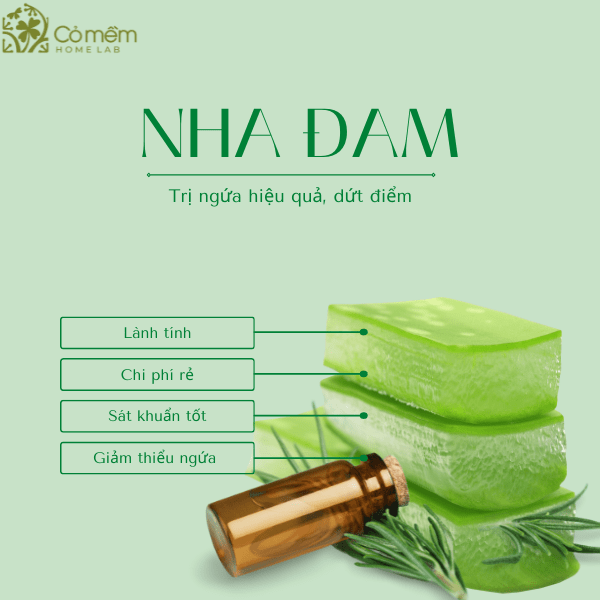 Cỏ mềm
HOME LAB
NHA ĐAM
Trị ngứa hiệu quả, dứt điểm
Lành tính
Chi phí rẻ
Sát khuẩn tốt
Giảm thiểu ngứa